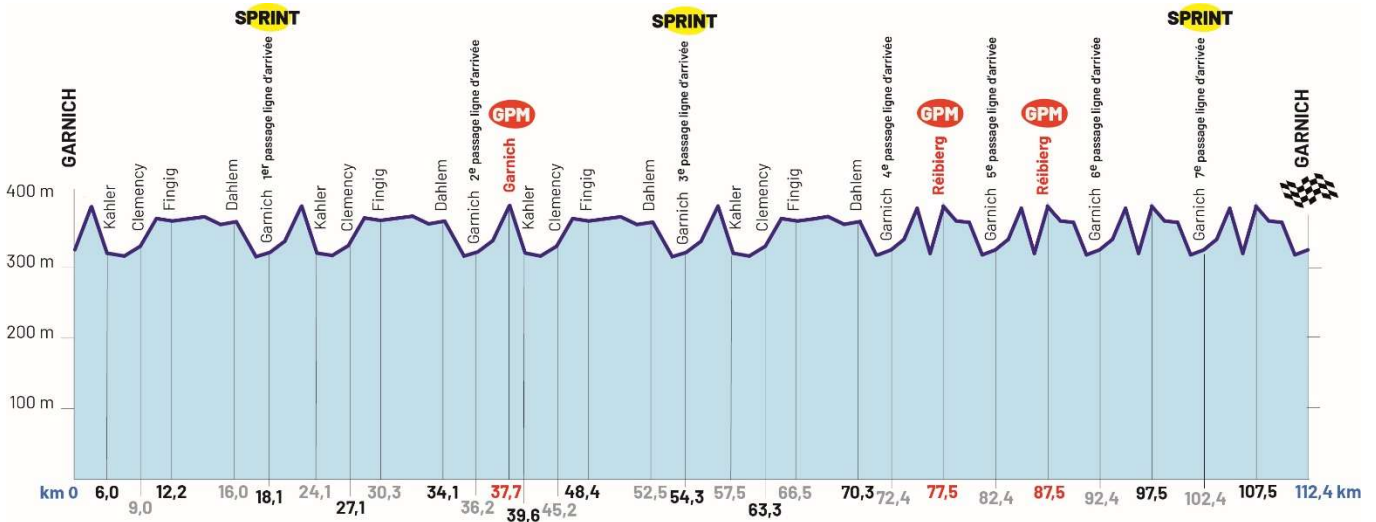 SPRINT
SPRINT
SPRINT
GARNICH
Kahler
Clemency
Fingig
Dahlem
Garnich 1er passage ligne d'arrivée
Kahler
Clemency
Fingig
Dahlem
Garnich 2e passage ligne d'arrivée
GPM
Garnich
Kahler
Clemency
Fingig
Dahlem
Garnich 3e passage ligne d'arrivée
Kahler
Clemency
Fingig
Dahlem
Garnich 4e passage ligne d'arrivée
GPM
Réibierg
Garnich 5e passage ligne d'arrivée
GPM
Réibierg
Garnich 6e passage ligne d'arrivée
Garnich 7e passage ligne d'arrivée
GARNICH
400 m
300 m
200 m
100 m
km 0 6,0 12,2 16,0 18,1 24,1 30,3 34,1 37,7 48,4 52,5 54,3 57,5 66,5 70,3 72,4 77,5 82,4 87,5 92,4 97,5 102,4 107,5 112,4 km
9,0 27,1 36,2 39,6 45,2 63,3